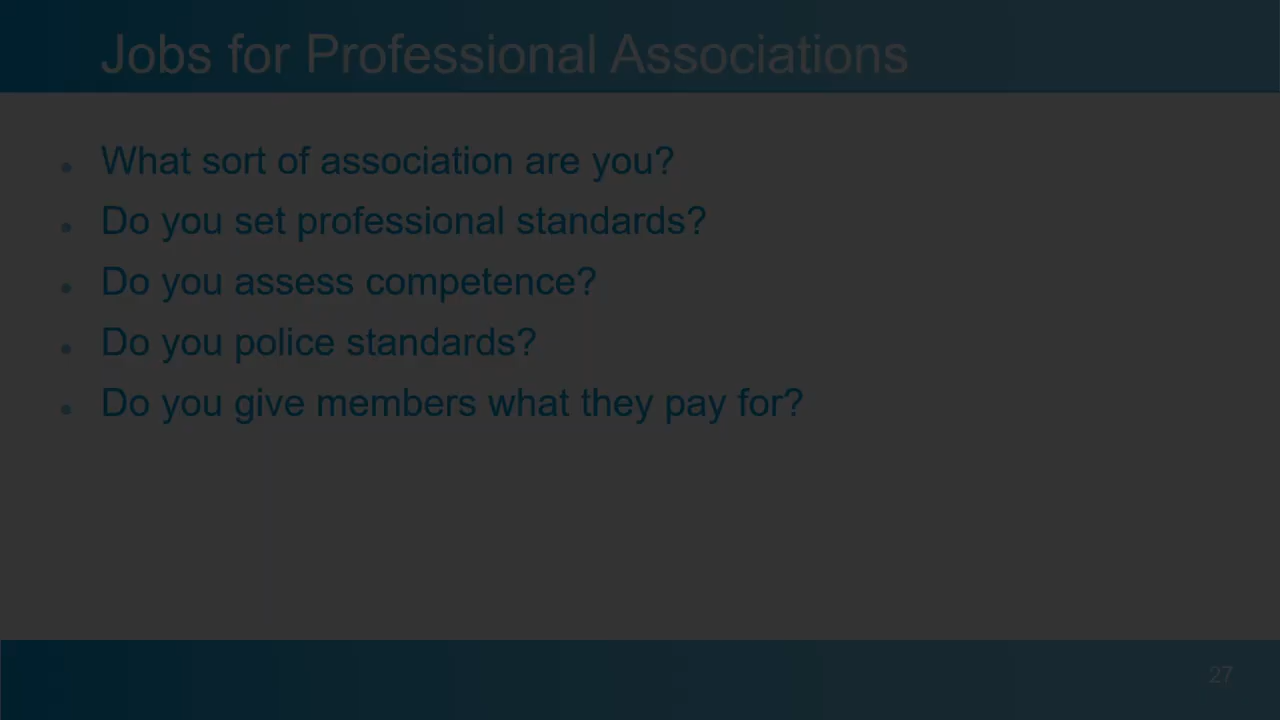 Jobs for Professional Associations
What sort of association are you?
Do you set professional standards?
Do you assess competence?
Do you police standards?
Do you give members what they pay for?
27